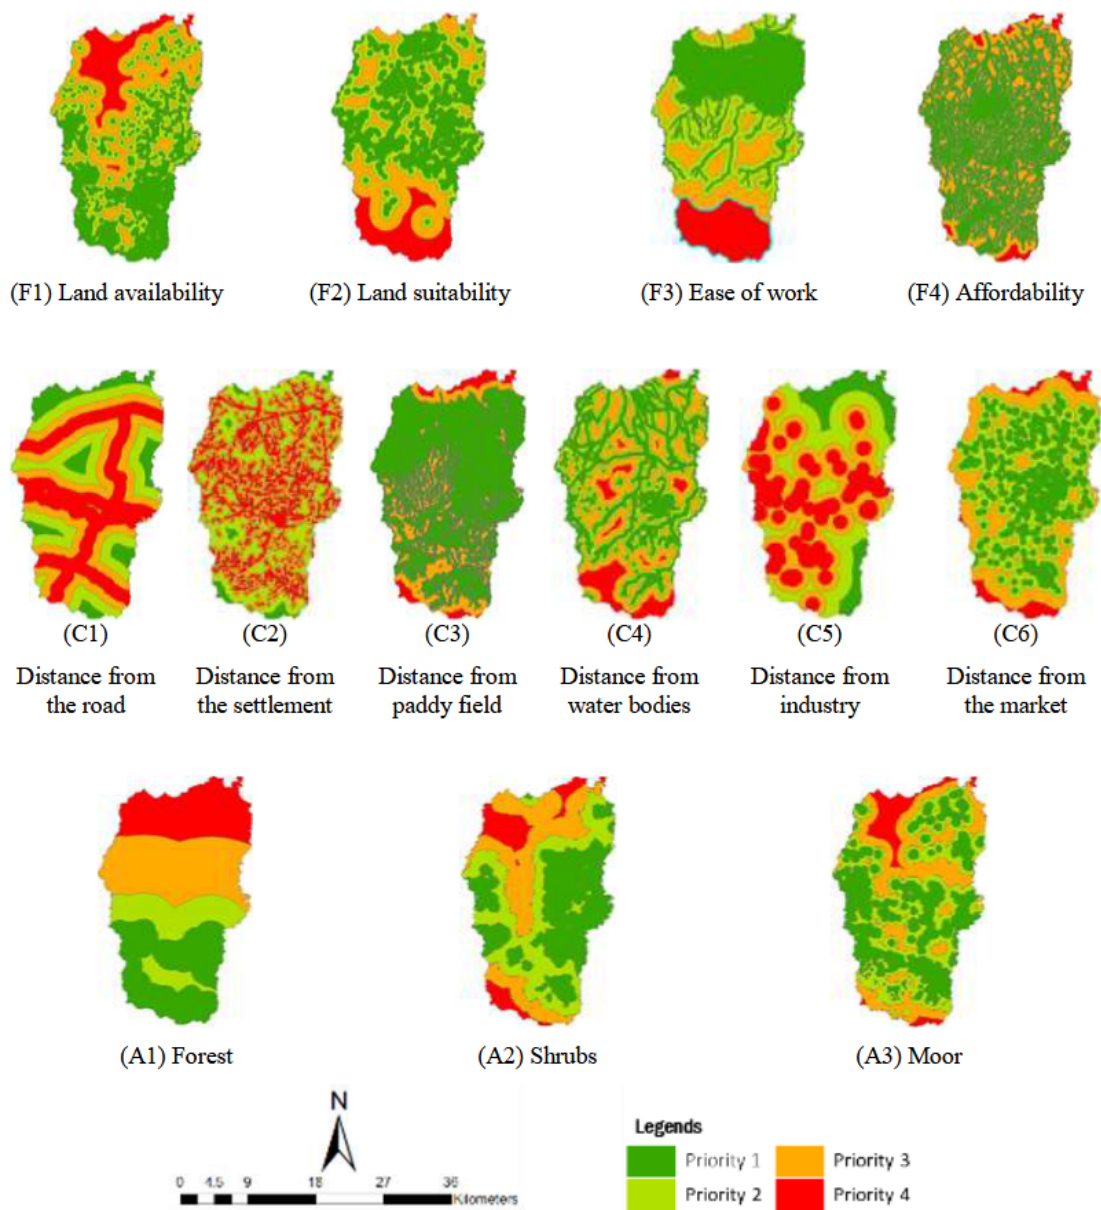 (F1) Land availability
(F2) Land suitability
(F3) Ease of work
(F4) Affordability
(C1)
(C2)
(C3)
(C4)
(C5)
(C6)
Distance from
the road
Distance from
the settlement
Distance from
paddy field
Distance from
water bodies
Distance from
industry
Distance from
the market
(A1) Forest
(A2) Shrubs
(A3) Moor
N
0 4.5 9 18 27 36
Kilometers
Legends
Priority 1
Priority 3
Priority 2
Priority 4